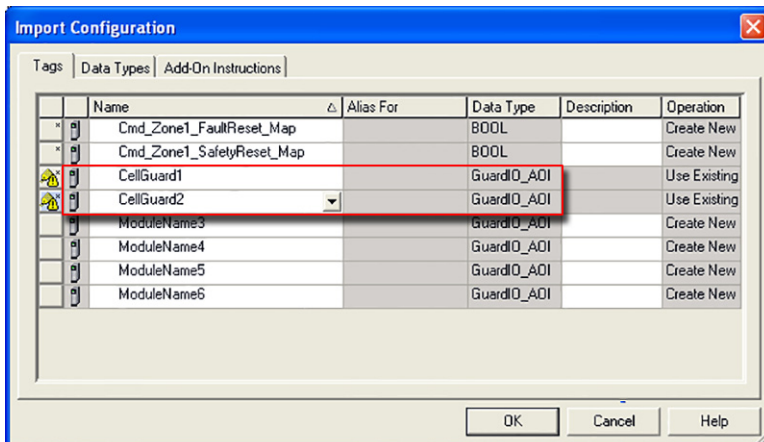 Import Configuration
Tags Data Types Add-On Instructions
Name Alias For Data Type Description Operation
Cmd_Zone1_FaultReset_Map BOOL Create New
Cmd_Zone1_SafetyReset_Map BOOL Create New
CellGuard1 GuardIO_AOI Use Existing
CellGuard2 GuardIO_AOI Use Existing
ModuleName3 GuardIO_AOI Create New
ModuleName4 GuardIO_AOI Create New
ModuleName5 GuardIO_AOI Create New
ModuleName6 GuardIO_AOI Create New
OK Cancel Help